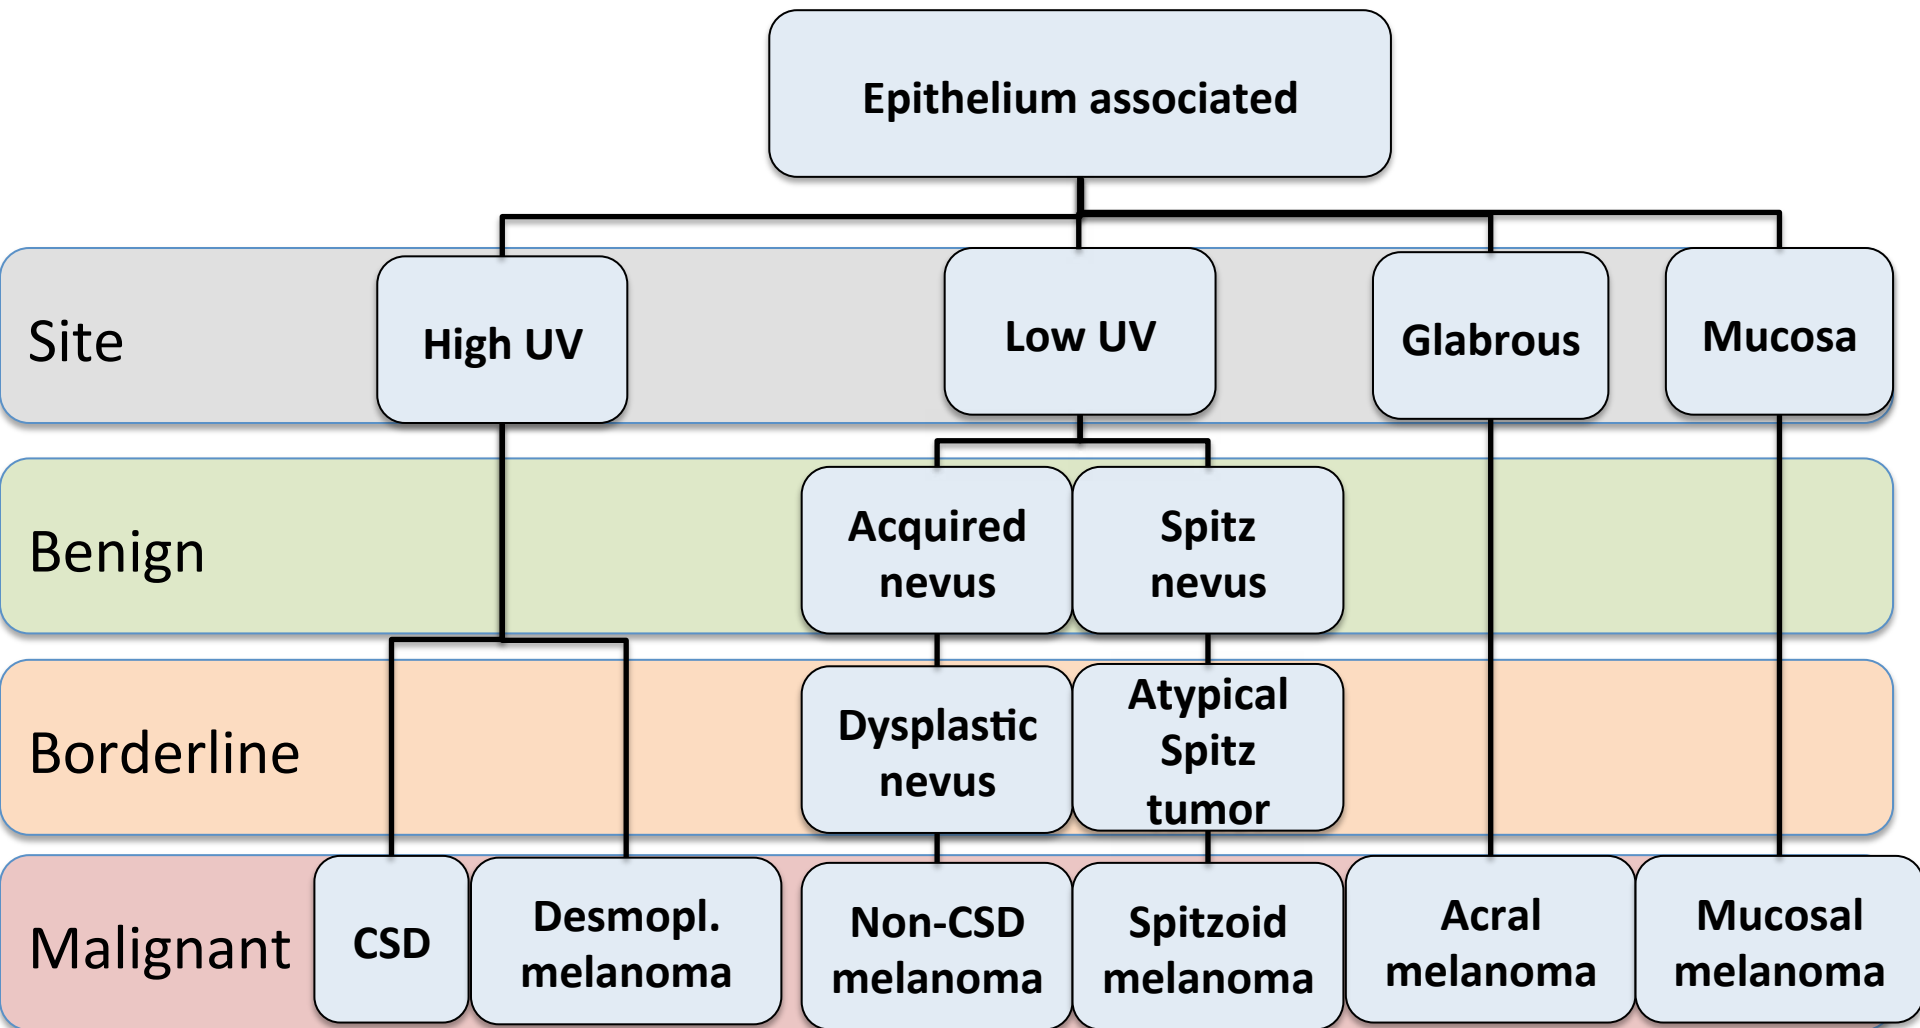 Epithelium associated
Site
High UV
Low UV
Glabrous
Mucosa
Benign
Acquired
nevus
Spitz
nevus
Borderline
Dysplastic
nevus
Atypical
Spitz
tumor
Malignant
CSD
Desmopl.
melanoma
Non-CSD
melanoma
Spitzoid
melanoma
Acral
melanoma
Mucosal
melanoma